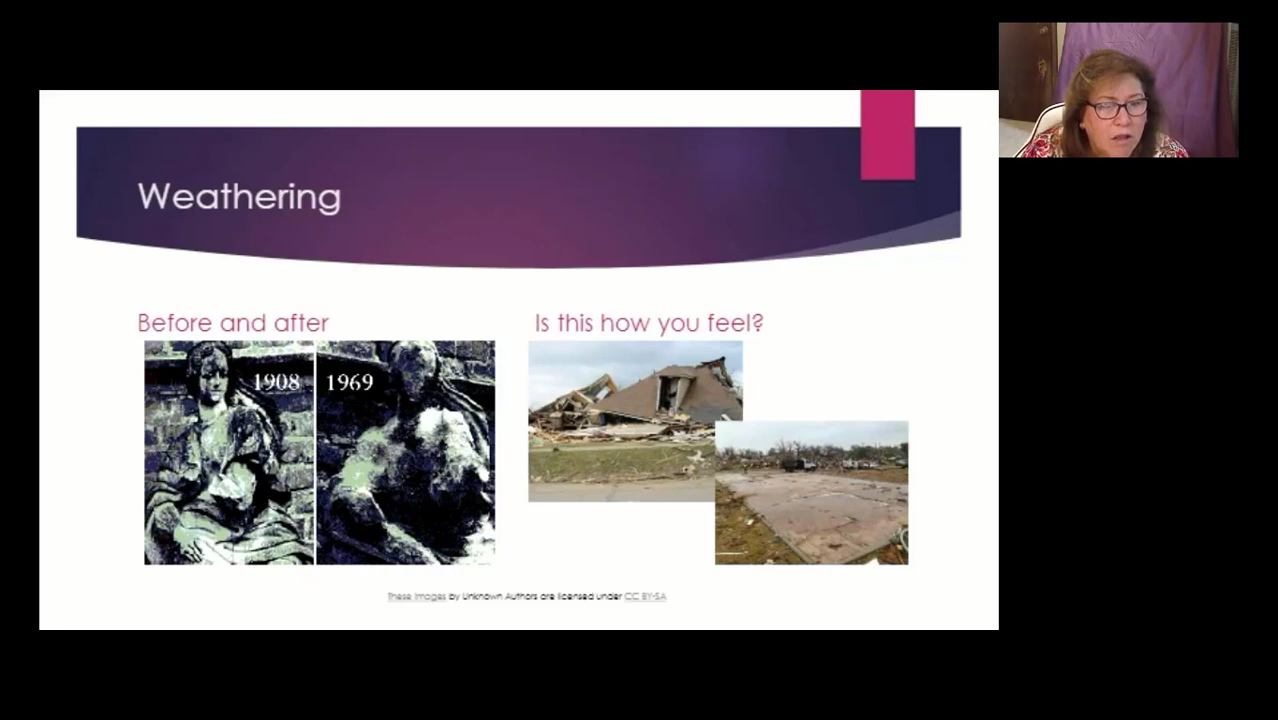 Weathering
Before and after
Is this how you feel?
1908
1969
These images by Unknown Authors are licensed under CC BY-SA